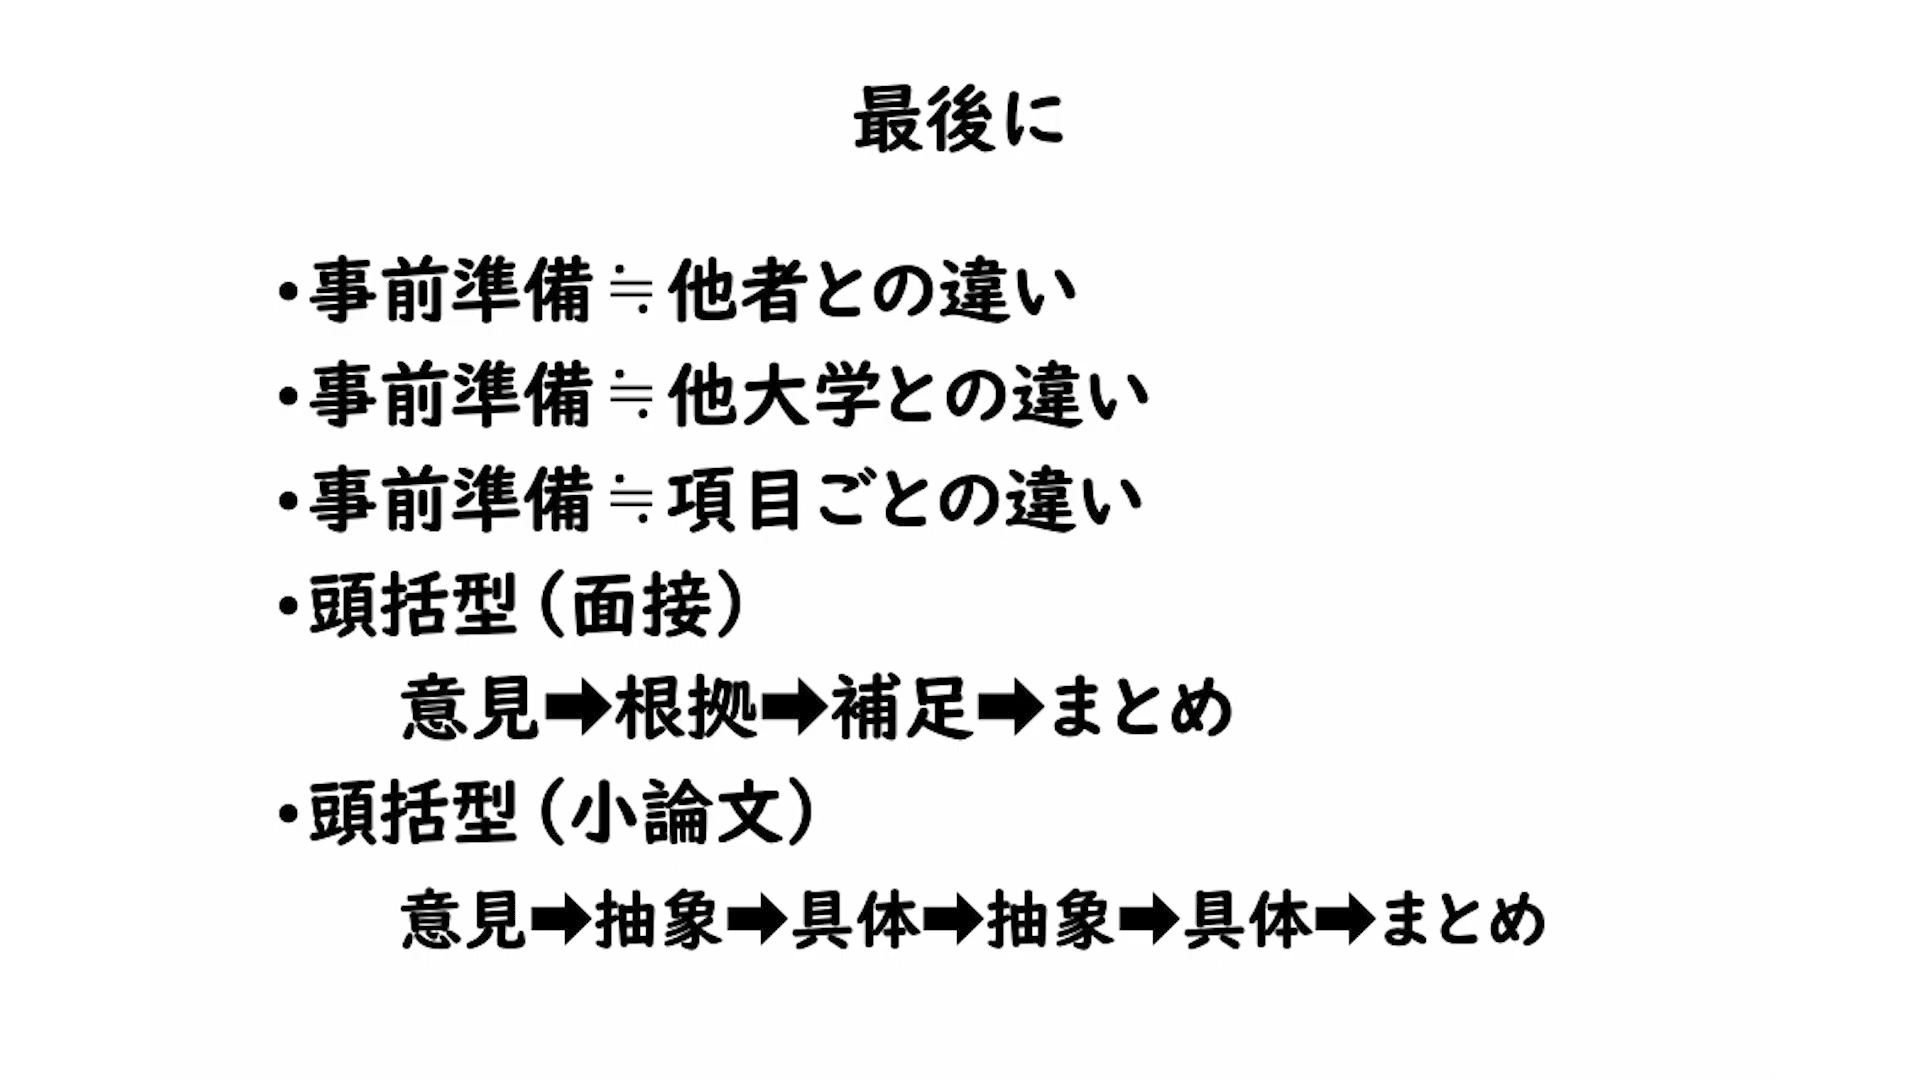 最後に
・事前準備≒他者との違い
・事前準備≒他大学との違い
・事前準備≒項目ごとの違い
・頭括型(面接)
意見➡根拠➡補足➡まとめ
・頭括型(小論文)
意見➡抽象➡具体➡抽象➡具体➡まとめ